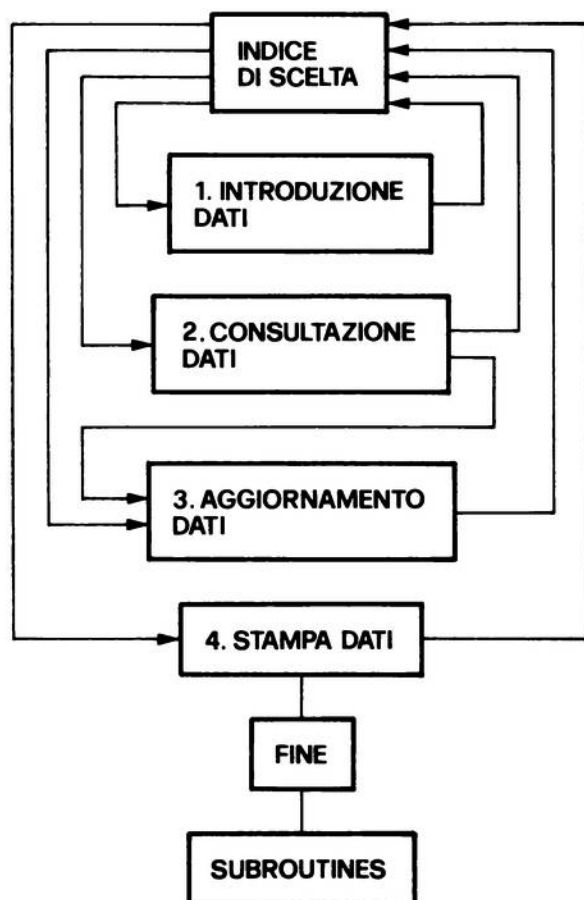 INDICE
DI SCELTA
1. INTRODUZIONE
DATI
2. CONSULTAZIONE
DATI
3. AGGIORNAMENTO
DATI
4. STAMPA DATI
FINE
SUBROUTINES